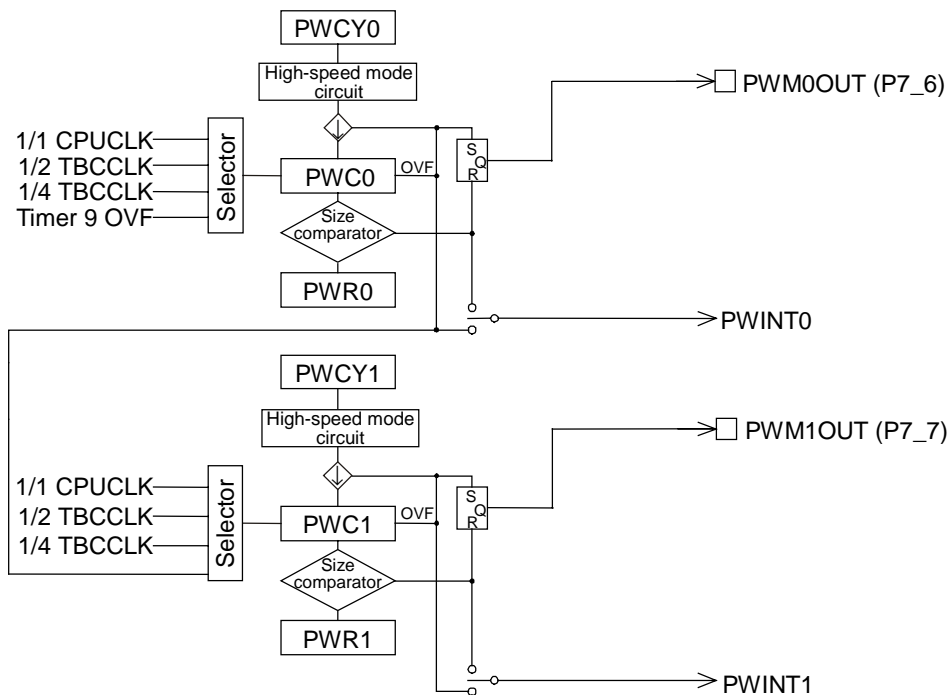 PWCY0
High-speed mode
circuit
PWM0OUT (P7_6)
1/1 CPUCLK
1/2 TBCCLK
1/4 TBCCLK
Timer 9 OVF
Selector
PWC0
OVF
S
Q
R
Size
comparator
PWR0
PWINT0
PWCY1
High-speed mode
circuit
PWM1OUT (P7_7)
1/1 CPUCLK
1/2 TBCCLK
1/4 TBCCLK
Selector
PWC1
OVF
S
Q
R
Size
comparator
PWR1
PWINT1